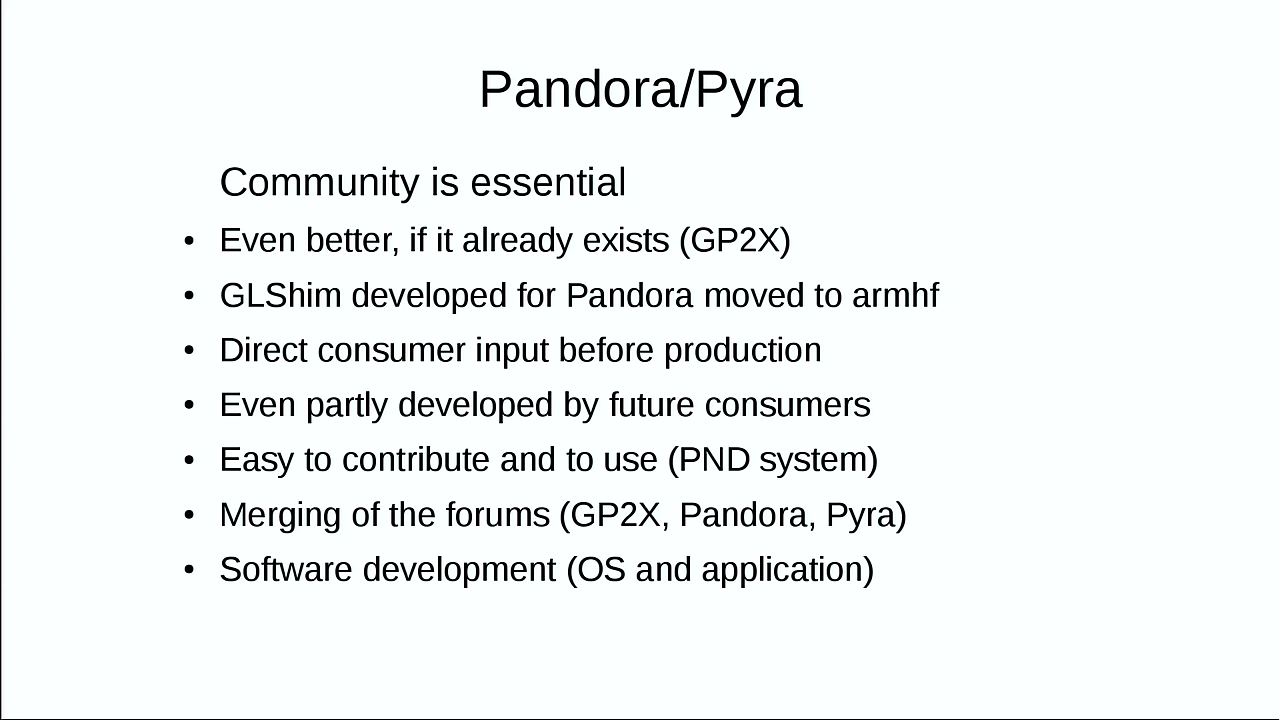 Pandora/Pyra
Community is essential
• Even better, if it already exists (GP2X)
• GLShim developed for Pandora moved to armhf
• Direct consumer input before production
• Even partly developed by future consumers
• Easy to contribute and to use (PND system)
• Merging of the forums (GP2X, Pandora, Pyra)
• Software development (OS and application)